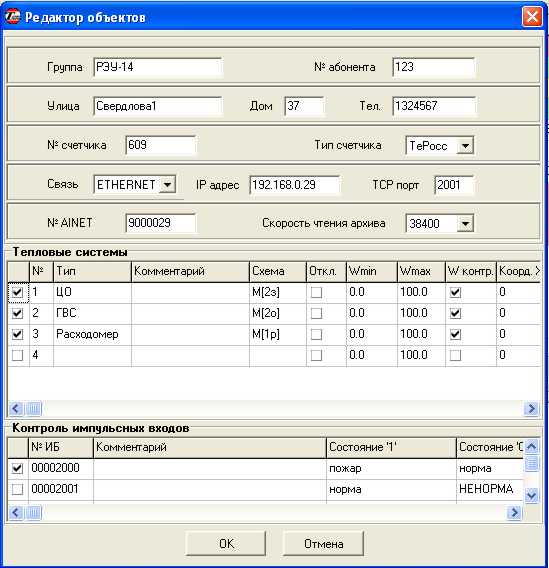 Редактор объектов
Группа РЭУ-14 № абонента 123
Улица Свердлова1 Дом 37 Тел. 1324567
№ счетчика 609 Тип счетчика ТеРосс
Связь ETHERNET IP адрес 192.168.0.29 TCP порт 2001
№ AINET 9000029 Скорость чтения архива 38400
Тепловые системы
№ Тип Комментарий Схема Откл. Wmin Wmax W контр. Коорд. X
1 ЦО М[2з] 0.0 100.0 0
2 ГВС М[2о] 0.0 100.0 0
3 Расходомер М[1р] 0.0 100.0 0
4 0.0 100.0 0
Контроль импульсных входов
№ ИБ Комментарий Состояние '1' Состояние '0
00002000 пожар норма
00002001 норма НЕНОРМА
OK Отмена